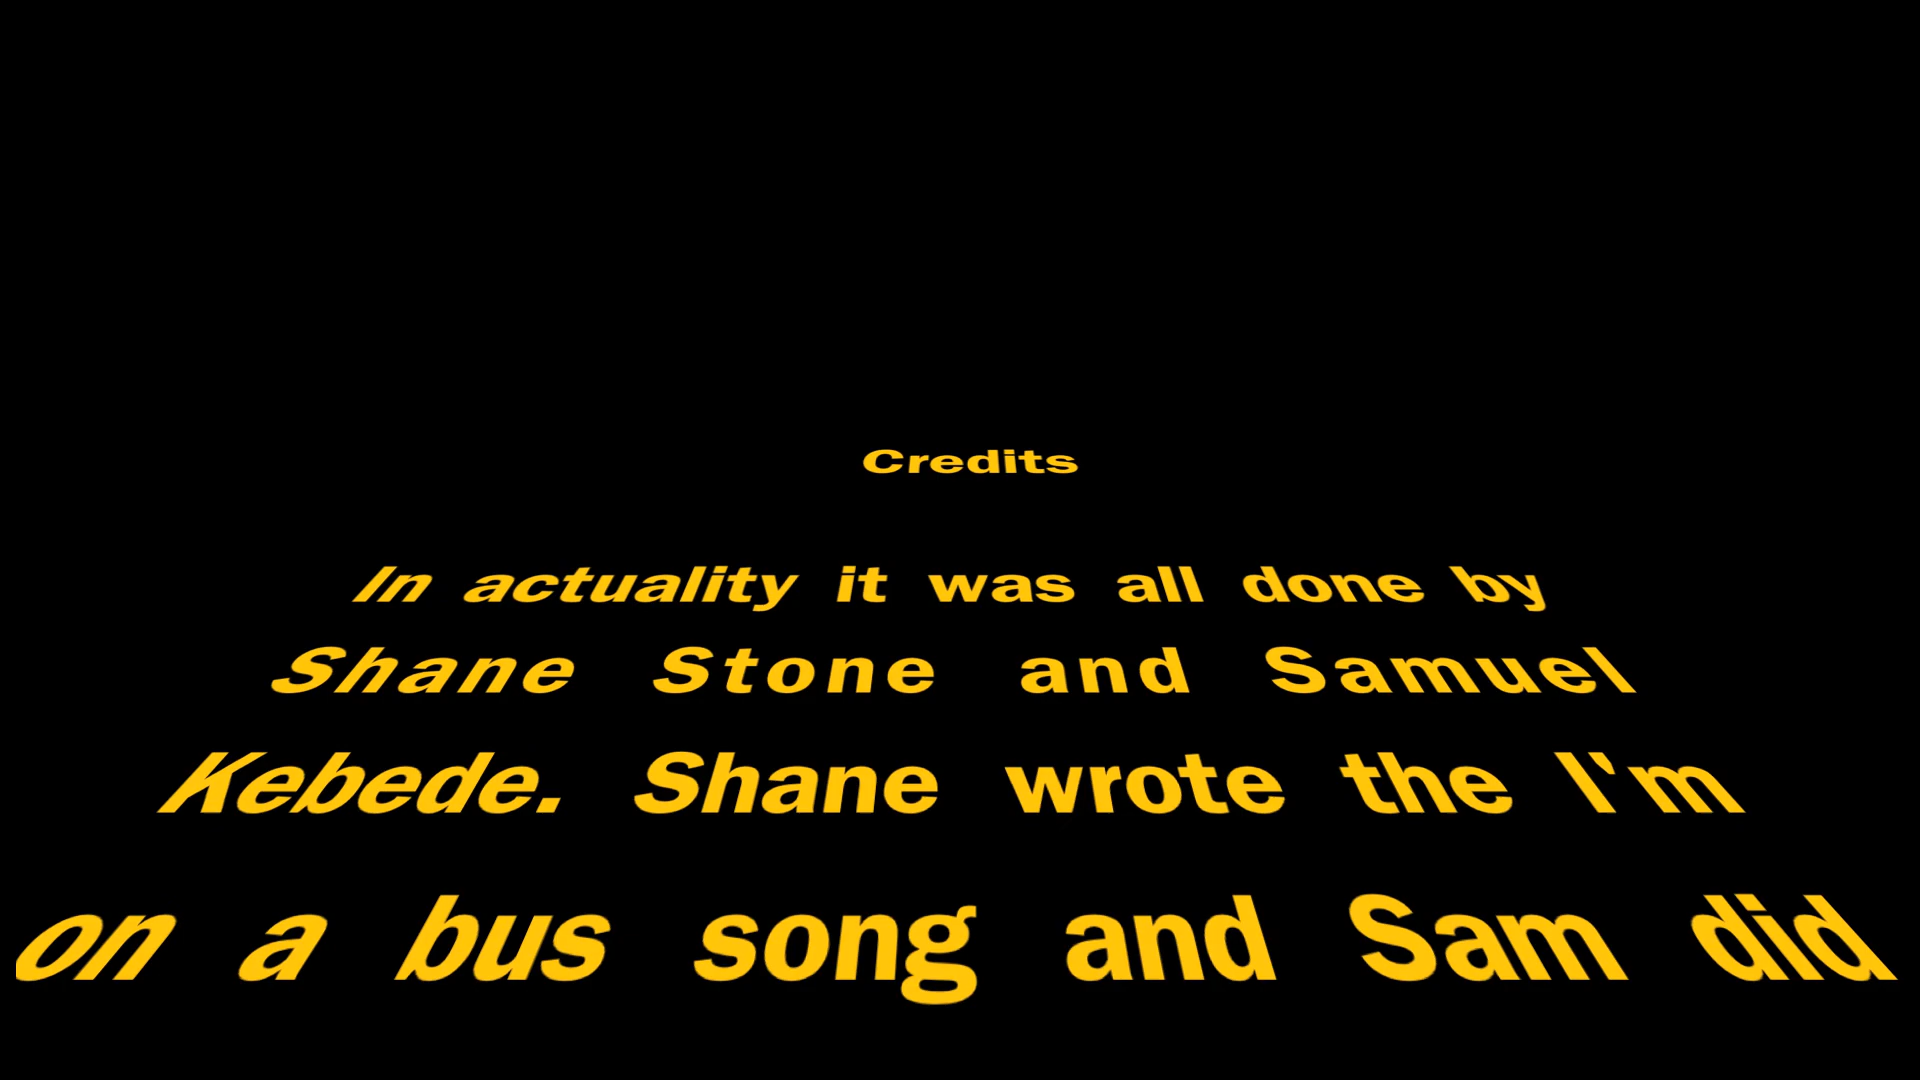 Credits
In actuality it was all done by
Shane Stone and Samuel
Kebede. Shane wrote the I'm
on a bus song and Sam did